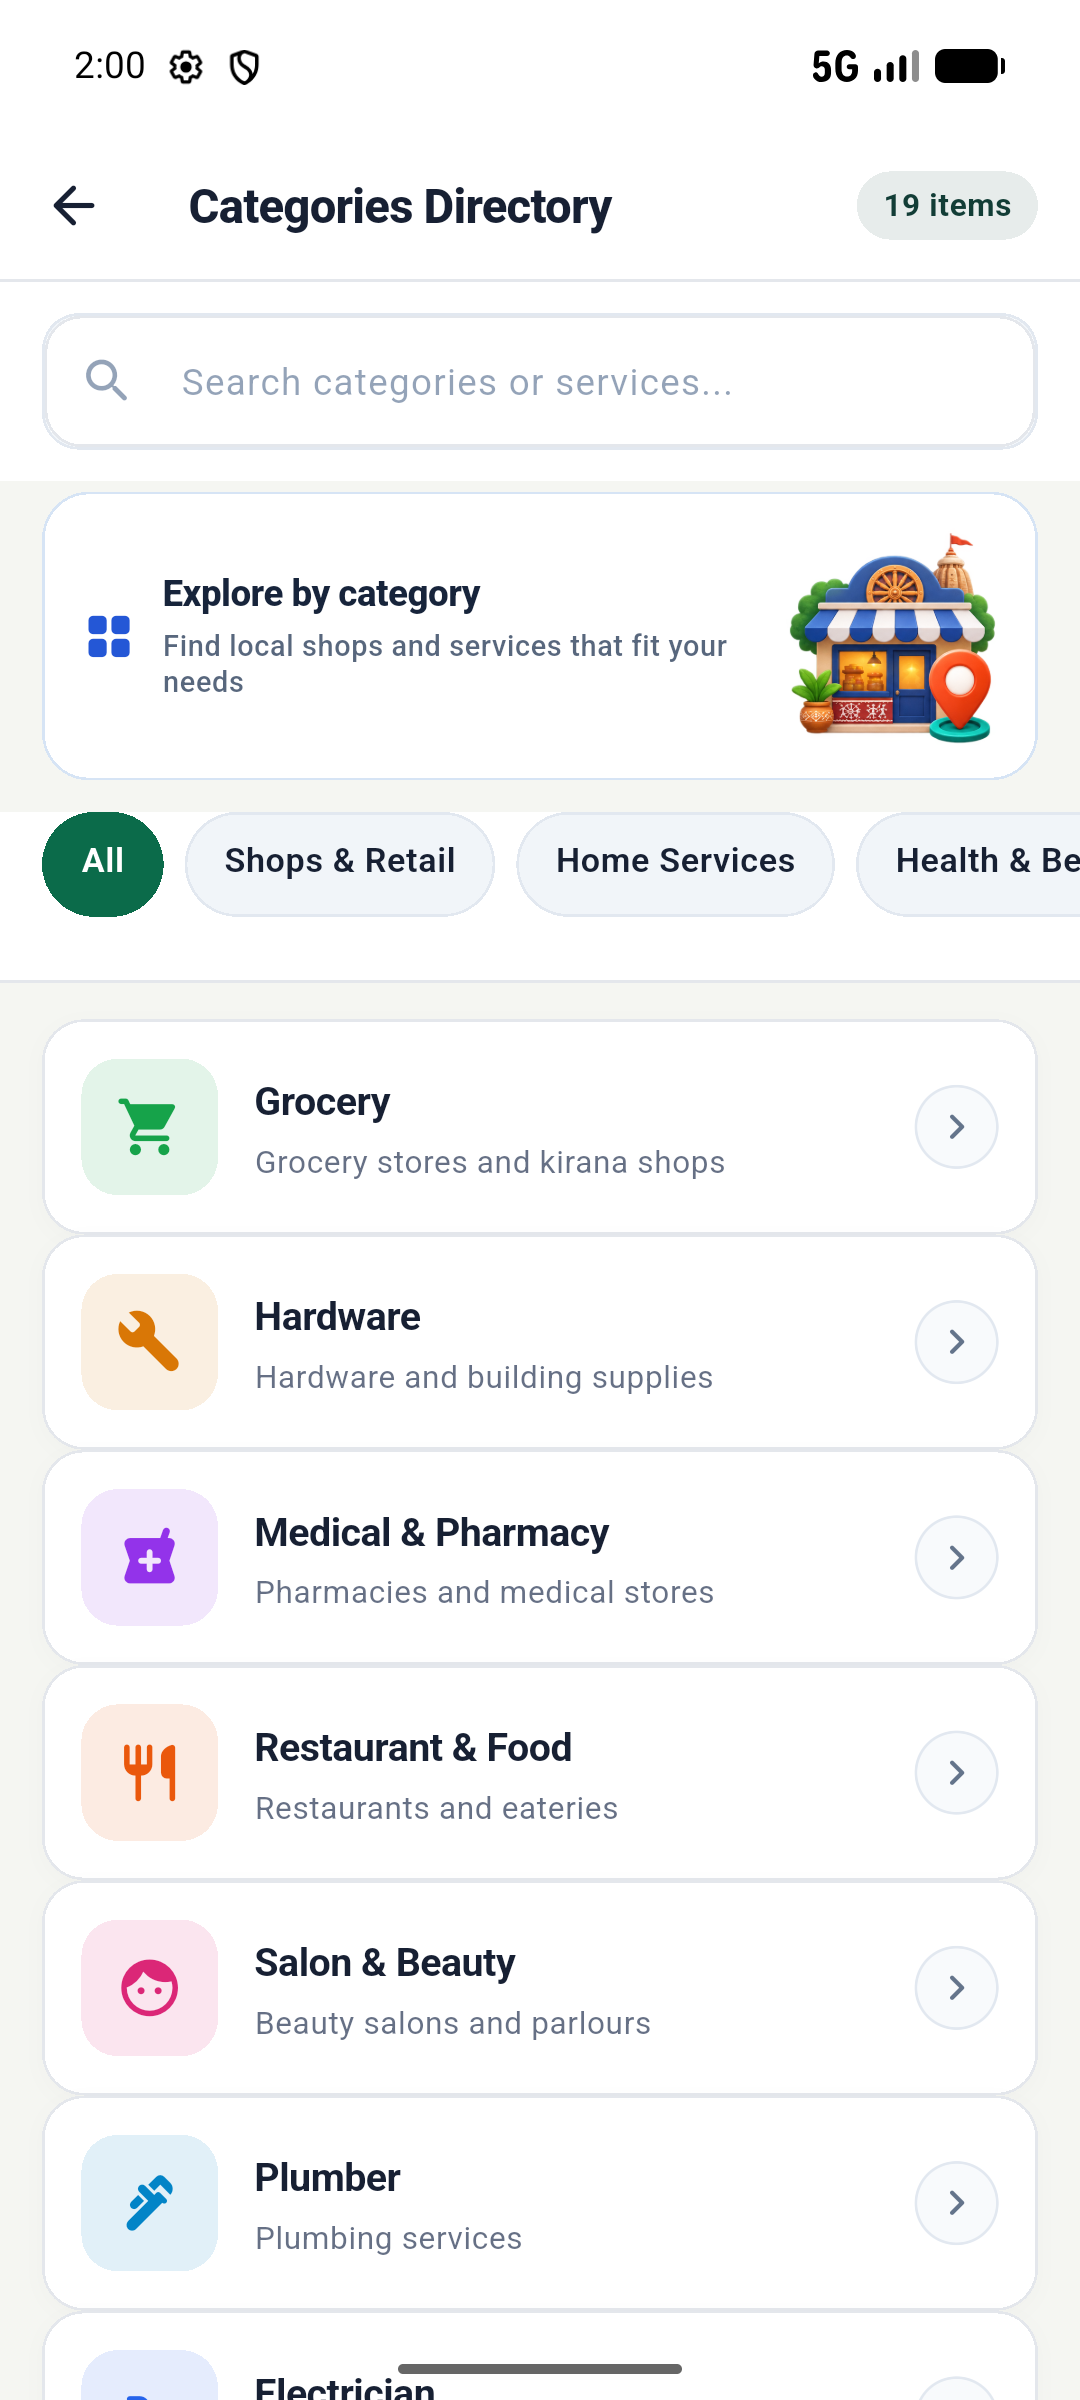 2:00
5G
Categories Directory
19 items
Search categories or services...
Explore by category
Find local shops and services that fit your
needs
All
Shops & Retail
Home Services
Health & Be
Grocery
Grocery stores and kirana shops
Hardware
Hardware and building supplies
Medical & Pharmacy
Pharmacies and medical stores
Restaurant & Food
Restaurants and eateries
Salon & Beauty
Beauty salons and parlours
Plumber
Plumbing services
Electrician